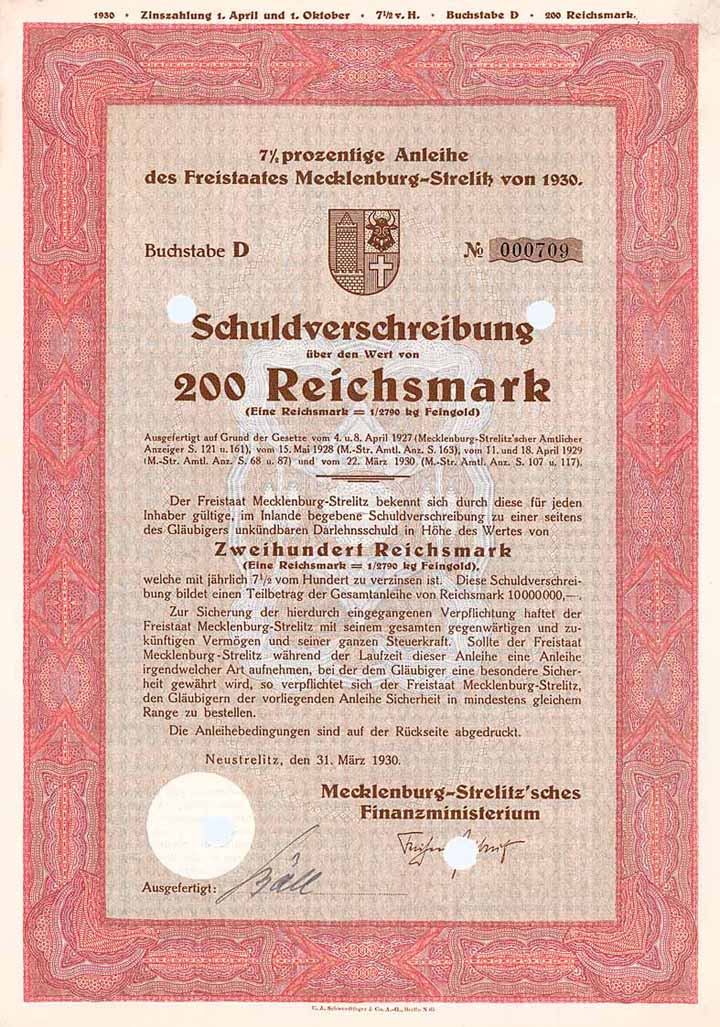 1930 · Zinszahlung 1. April und 1. Oktober · 7½ v. H. · Buchstabe D · 200 Reichsmark.
7½ prozentige Anleihe
des Freistaates Mecklenburg-Strelitz von 1930.
Buchstabe D № 000709
Schuldverschreibung
über den Wert von
200 Reichsmark
(Eine Reichsmark = 1/2790 kg Feingold)
Ausgefertigt auf Grund der Gesetze vom 4. u. 8. April 1927 (Mecklenburg-Strelitz'scher Amtlicher
Anzeiger S. 121 u. 161), vom 15. Mai 1928 (M.-Str. Amtl. Anz. S. 163), vom 11. und 18. April 1929
(M.-Str. Amtl. Anz. S. 68 u. 87) und vom 22. März 1930 (M.-Str. Amtl. Anz. S. 107 u. 117).
Der Freistaat Mecklenburg-Strelitz bekennt sich durch diese für jeden
Inhaber gültige, im Inlande begebene Schuldverschreibung zu einer seitens
des Gläubigers unkündbaren Darlehnsschuld in Höhe des Wertes von
Zweihundert Reichsmark
(Eine Reichsmark = 1/2790 kg Feingold),
welche mit jährlich 7½ vom Hundert zu verzinsen ist. Diese Schuldverschrei-
bung bildet einen Teilbetrag der Gesamtanleihe von Reichsmark 10000000,—.
Zur Sicherung der hierdurch eingegangenen Verpflichtung haftet der
Freistaat Mecklenburg-Strelitz mit seinem gesamten gegenwärtigen und zu-
künftigen Vermögen und seiner ganzen Steuerkraft. Sollte der Freistaat
Mecklenburg-Strelitz während der Laufzeit dieser Anleihe eine Anleihe
irgendwelcher Art aufnehmen, bei der dem Gläubiger eine besondere Sicher-
heit gewährt wird, so verpflichtet sich der Freistaat Mecklenburg-Strelitz,
den Gläubigern der vorliegenden Anleihe Sicherheit in mindestens gleichem
Range zu bestellen.
Die Anleihebedingungen sind auf der Rückseite abgedruckt.
Neustrelitz, den 31. März 1930.
Mecklenburg-Strelitz'sches
Finanzministerium
Ausgefertigt:
C. A. Schwerdtfeger & Co. A.-G., Berlin N 65